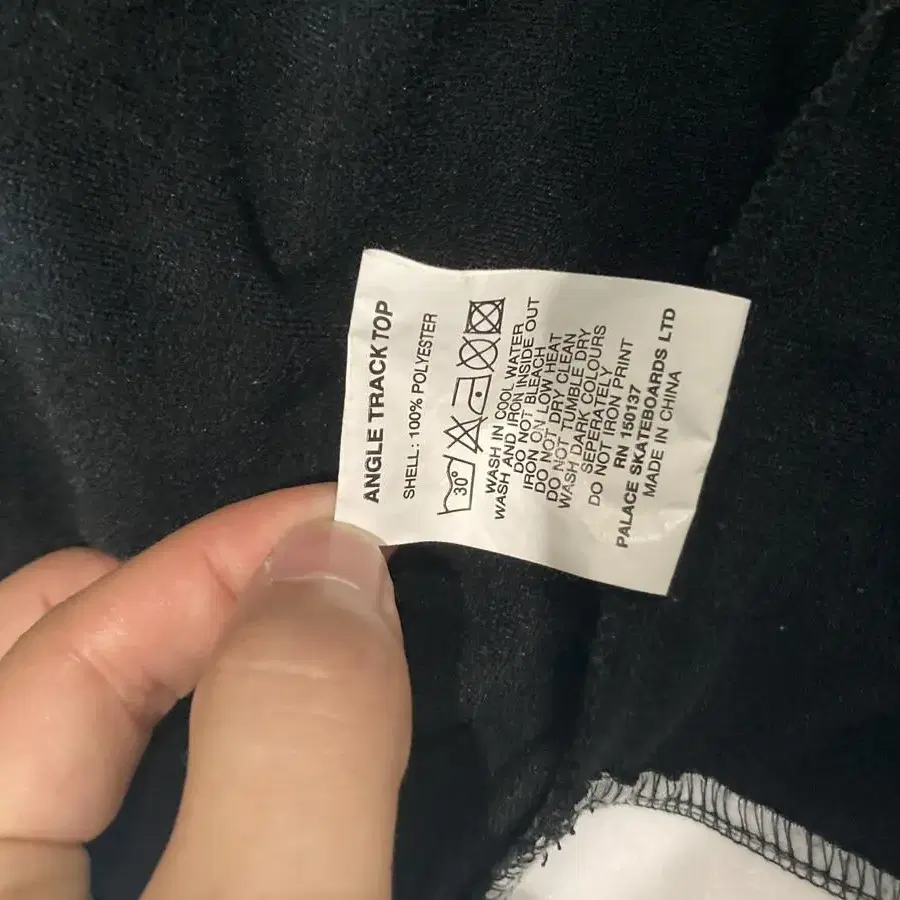 ANGLE TRACK TOP
SHELL: 100% POLYESTER
30°
WASH IN COOL WATER
WASH AND IRON INSIDE OUT
DO NOT BLEACH
IRON ON LOW HEAT
DO NOT DRY CLEAN
DO NOT TUMBLE DRY
WASH DARK COLOURS
SEPERATELY
DO NOT IRON PRINT
RN 150137
PALACE SKATEBOARDS LTD
MADE IN CHINA